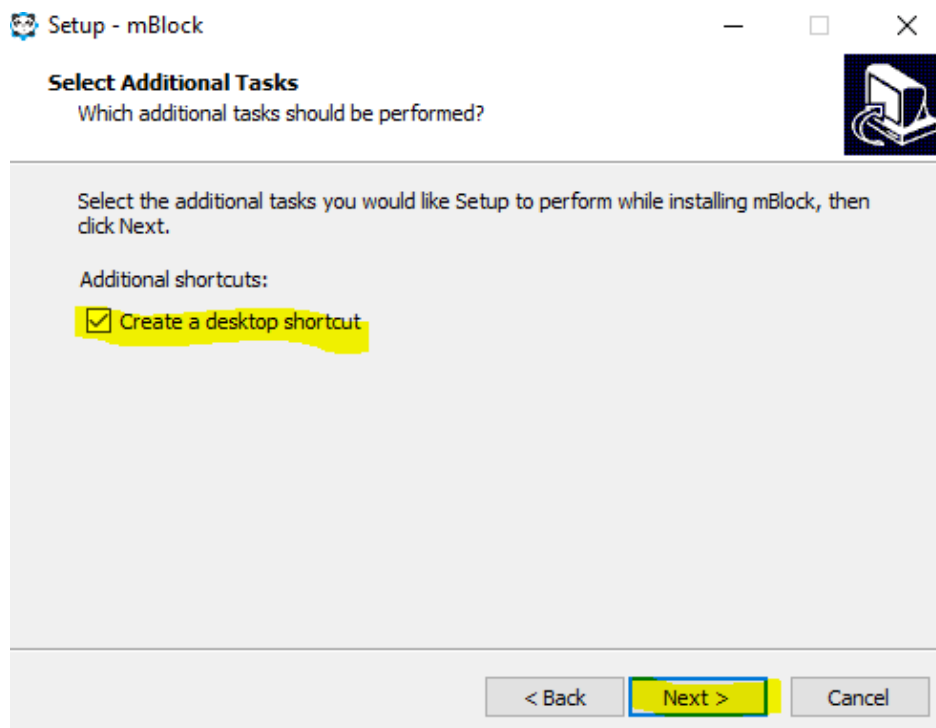 Setup - mBlock
Select Additional Tasks
Which additional tasks should be performed?
Select the additional tasks you would like Setup to perform while installing mBlock, then
click Next.
Additional shortcuts:
Create a desktop shortcut
< Back
Next >
Cancel